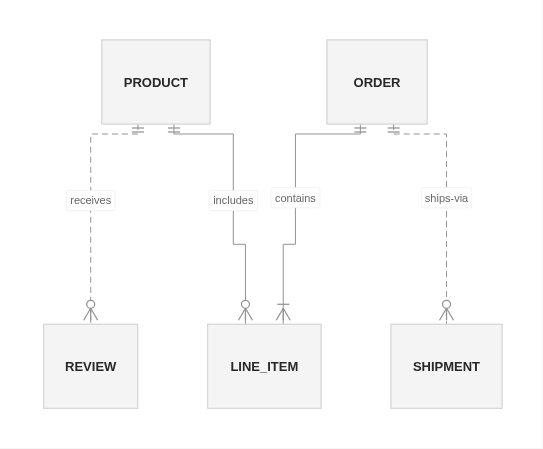 PRODUCT
ORDER
receives
includes
contains
ships-via
REVIEW
LINE_ITEM
SHIPMENT